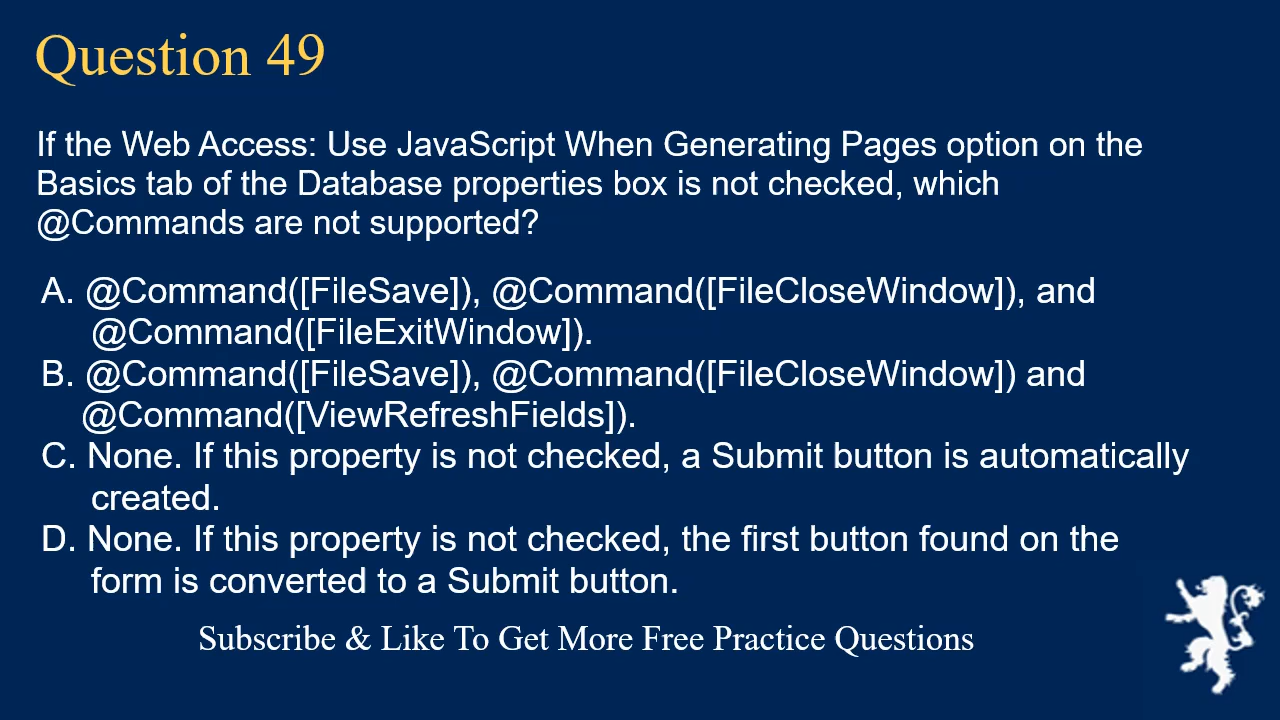 Question 49
If the Web Access: Use JavaScript When Generating Pages option on the
Basics tab of the Database properties box is not checked, which
@Commands are not supported?
A. @Command([FileSave]), @Command([FileCloseWindow]), and
@Command([FileExitWindow]).
B. @Command([FileSave]), @Command([FileCloseWindow]) and
@Command([ViewRefreshFields]).
C. None. If this property is not checked, a Submit button is automatically
created.
D. None. If this property is not checked, the first button found on the
form is converted to a Submit button.
Subscribe & Like To Get More Free Practice Questions